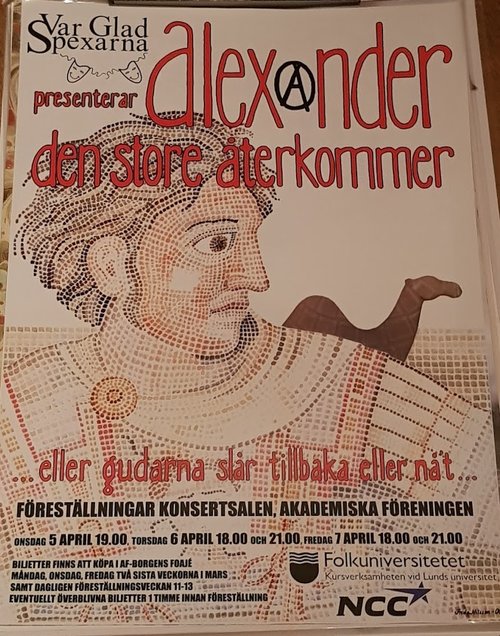 Var Glad
Spexarna
presenterar
alexAnder
den store återkommer
...eller gudarna slår tillbaka eller nåt...
FÖRESTÄLLNINGAR KONSERTSALEN, AKADEMISKA FÖRENINGEN
ONSDAG 5 APRIL 19.00, TORSDAG 6 APRIL 18.00 OCH 21.00, FREDAG 7 APRIL 18.00 OCH 21.00
BILJETTER FINNS ATT KÖPA I AF-BORGENS FOAJÉ
MÅNDAG, ONSDAG, FREDAG TVÅ SISTA VECKORNA I MARS
SAMT DAGLIGEN FÖRESTÄLLNINGSVECKAN 11-13
EVENTUELLT ÖVERBLIVNA BILJETTER 1 TIMME INNAN FÖRESTÄLLNING
Folkuniversitetet
Kursverksamheten vid Lunds universitet
NCC